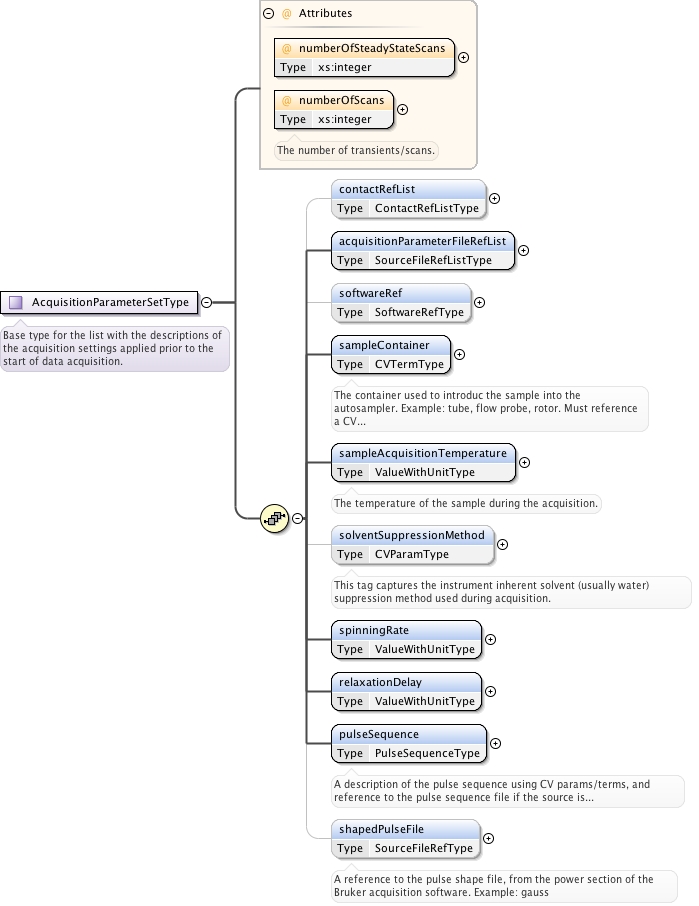 Attributes
@ numberOfSteadyStateScans
Type xs:integer
@ numberOfScans
Type xs:integer
The number of transients/scans.
AcquisitionParameterSetType
Base type for the list with the descriptions of
the acquisition settings applied prior to the
start of data acquisition.
contactRefList
Type ContactRefListType
acquisitionParameterFileRefList
Type SourceFileRefListType
softwareRef
Type SoftwareRefType
sampleContainer
Type CVTermType
The container used to introduc the sample into the
autosampler. Example: tube, flow probe, rotor. Must reference
a CV...
sampleAcquisitionTemperature
Type ValueWithUnitType
The temperature of the sample during the acquisition.
solventSuppressionMethod
Type CVParamType
This tag captures the instrument inherent solvent (usually water)
suppression method used during acquisition.
spinningRate
Type ValueWithUnitType
relaxationDelay
Type ValueWithUnitType
pulseSequence
Type PulseSequenceType
A description of the pulse sequence using CV params/terms, and
reference to the pulse sequence file if the source is...
shapedPulseFile
Type SourceFileRefType
A reference to the pulse shape file, from the power section of the
Bruker acquisition software. Example: gauss